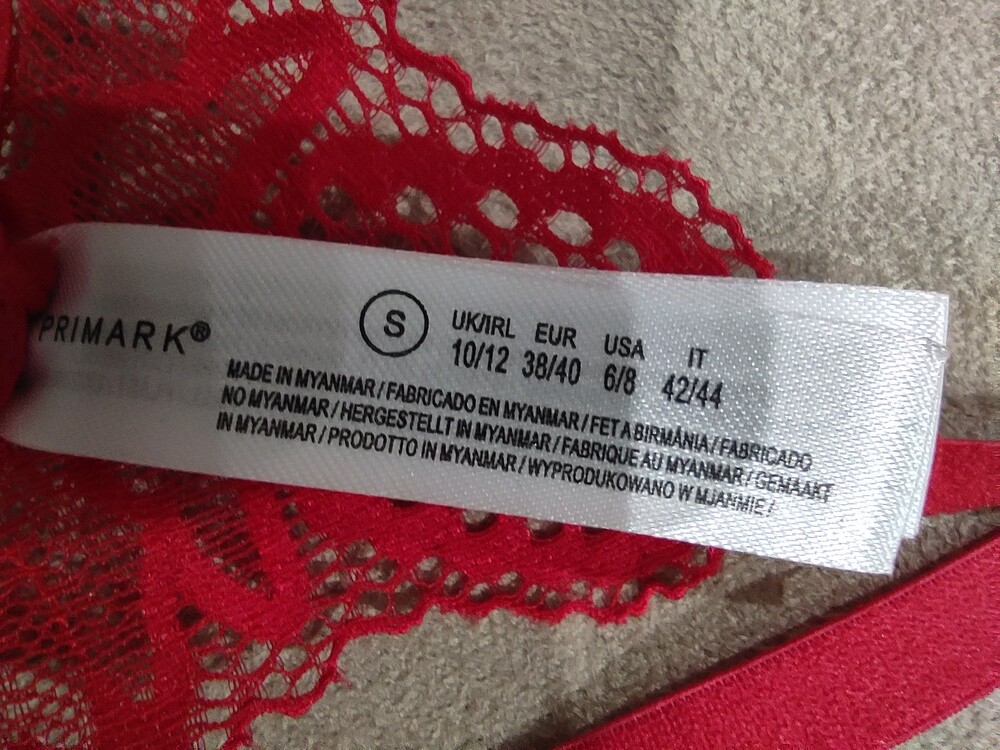 PRIMARK®
S
UK/IRL EUR USA IT
10/12 38/40 6/8 42/44
MADE IN MYANMAR / FABRICADO EN MYANMAR / FET A BIRMÀNIA / FABRICADO
NO MYANMAR / HERGESTELLT IN MYANMAR / FABRIQUE AU MYANMAR / GEMAAKT
IN MYANMAR / PRODOTTO IN MYANMAR / WYPRODUKOWANO W MJANMIE /